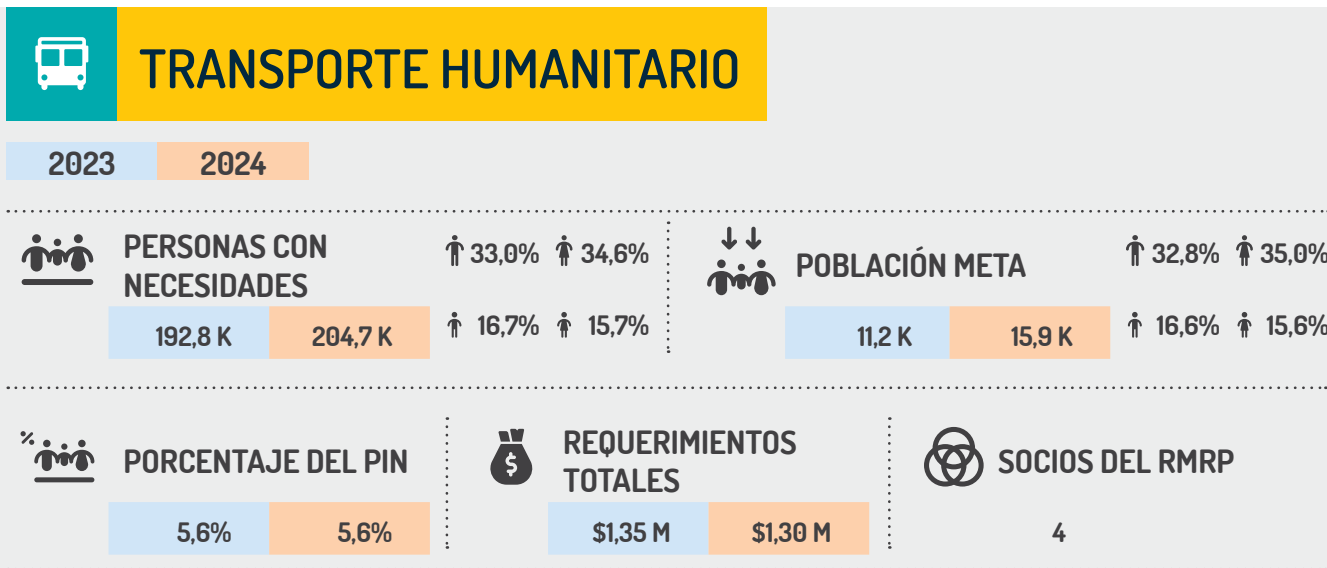 TRANSPORTE HUMANITARIO
2023 2024
PERSONAS CON
NECESIDADES
33,0% 34,6%
192,8 K 204,7 K
16,7% 15,7%
POBLACIÓN META
32,8% 35,0%
11,2 K 15,9 K
16,6% 15,6%
% PORCENTAJE DEL PIN
5,6% 5,6%
$ REQUERIMIENTOS
TOTALES
$1,35 M $1,30 M
SOCIOS DEL RMRP
4